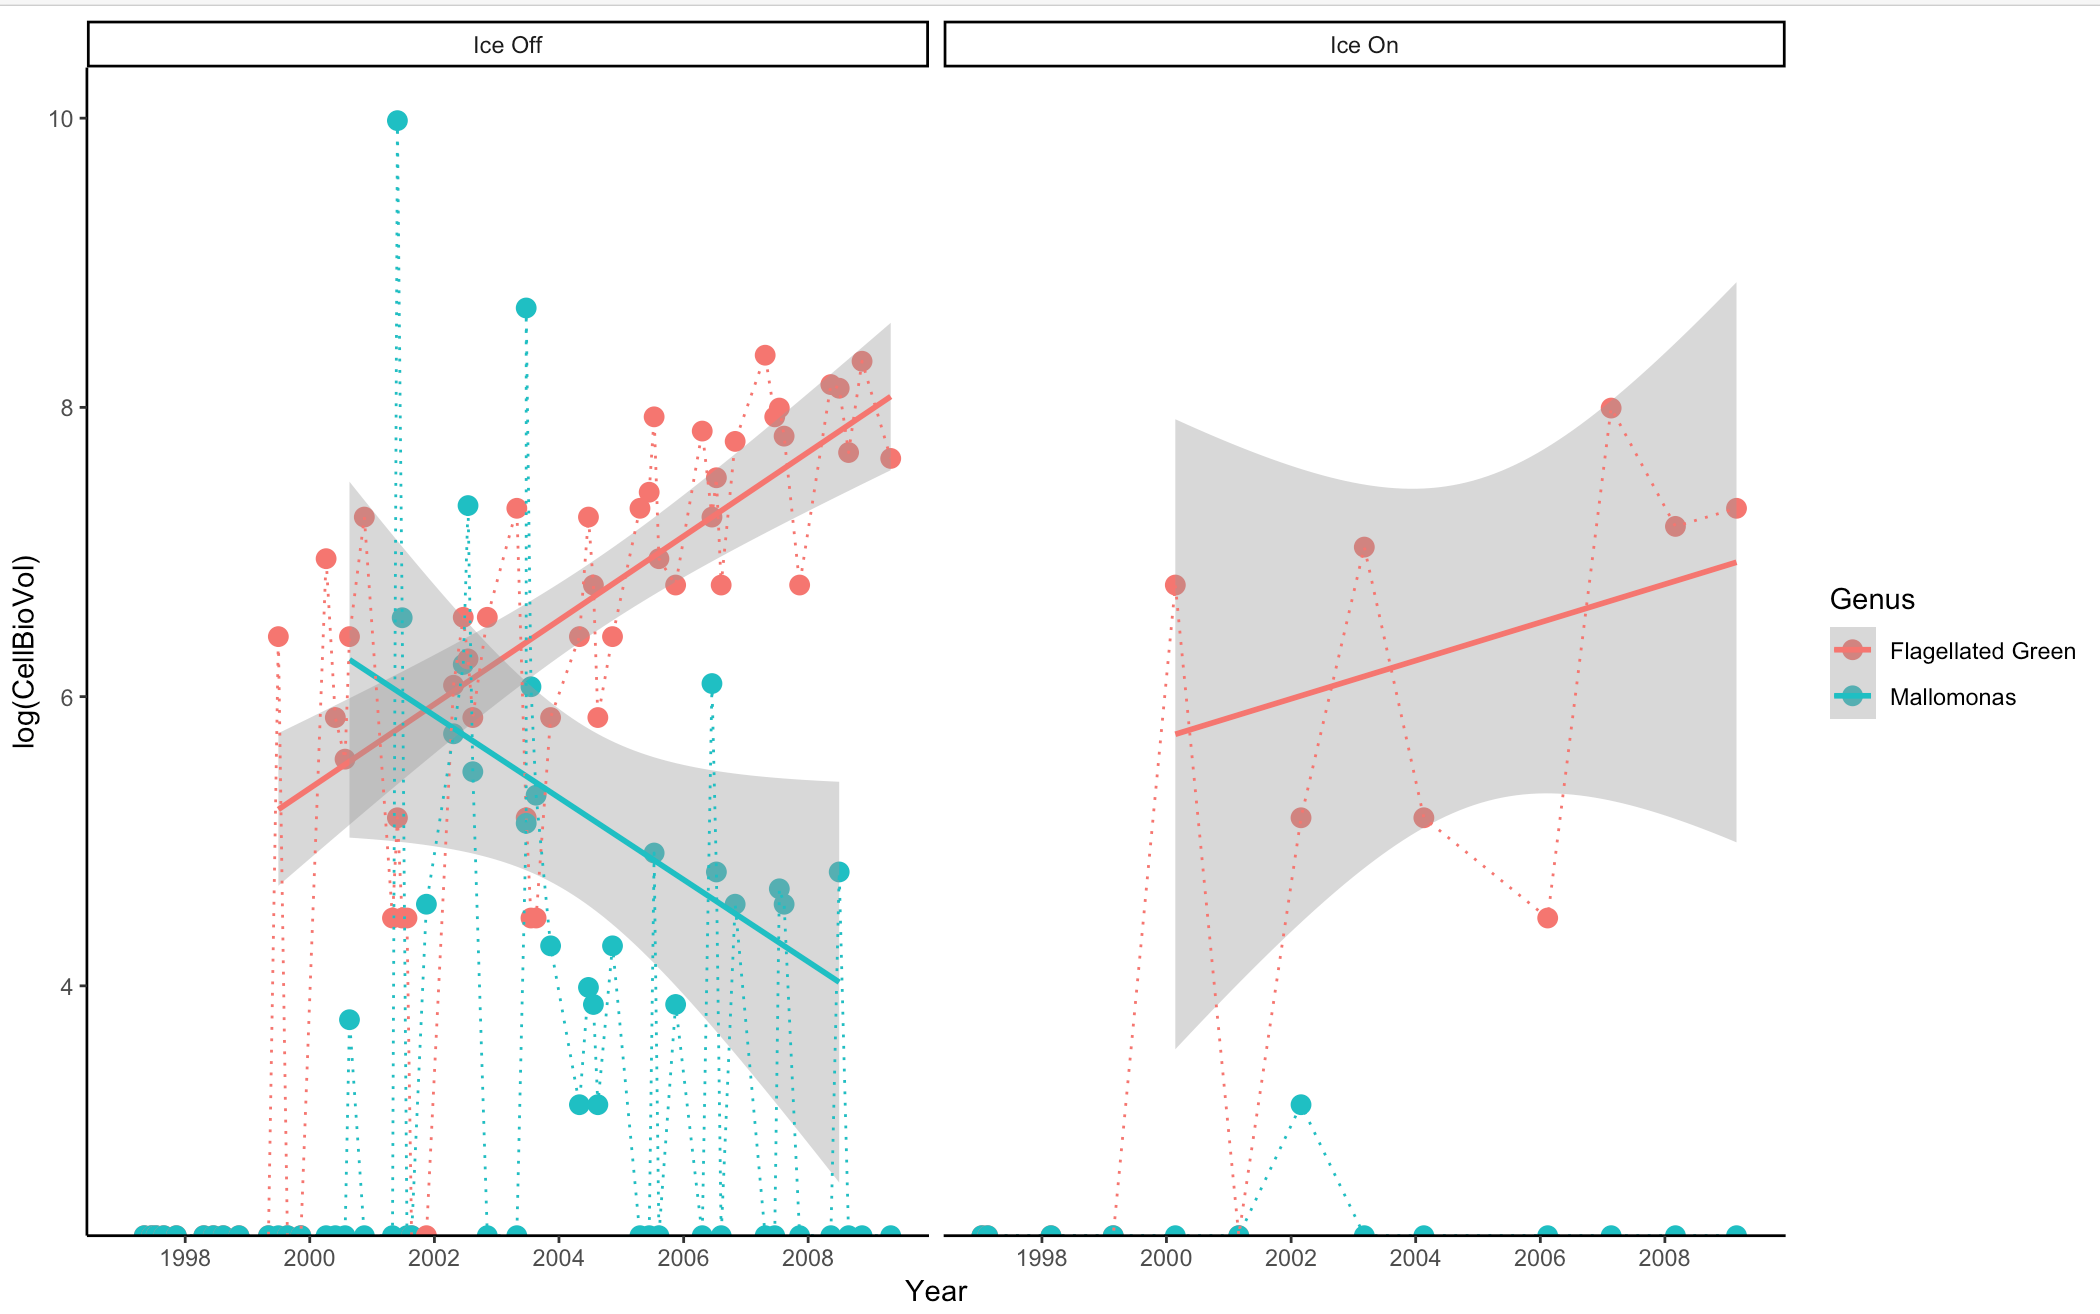 Ice Off
Ice On
10
8
6
4
log(CellBioVol)
1998 2000 2002 2004 2006 2008
1998 2000 2002 2004 2006 2008
Year
Genus
Flagellated Green
Mallomonas